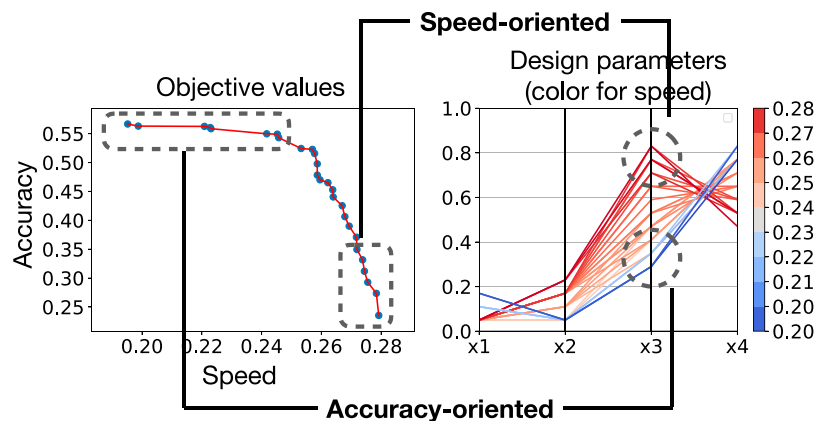 Speed-oriented
Objective values
Design parameters
(color for speed)
Accuracy
0.55
0.50
0.45
0.40
0.35
0.30
0.25
0.20
0.22
0.24
0.26
0.28
Speed
1.0
0.8
0.6
0.4
0.2
0.0
x1
x2
x3
x4
0.28
0.27
0.26
0.25
0.24
0.23
0.22
0.21
0.20
0.20
Accuracy-oriented